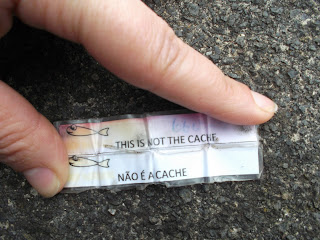 THIS IS NOT THE CACHE
NÃO É A CACHE